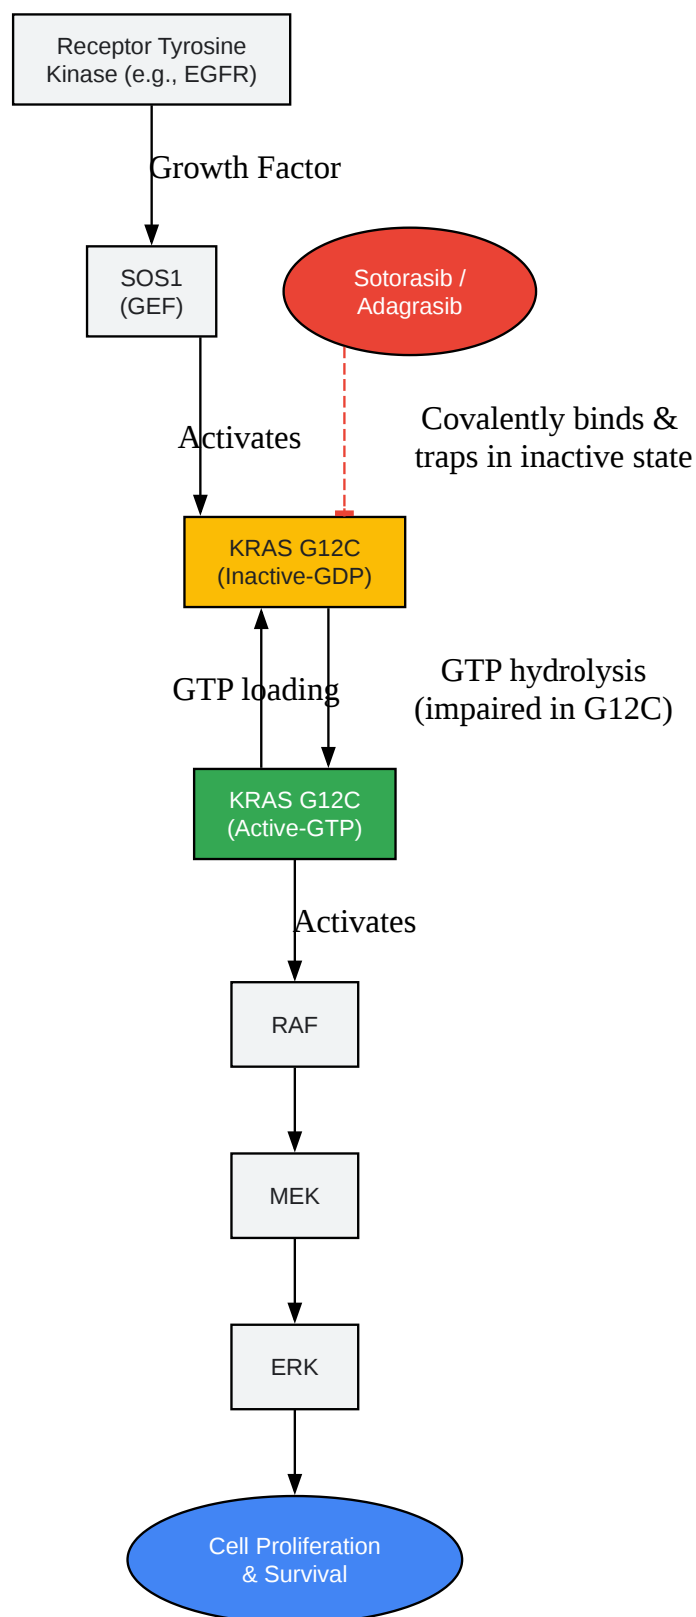 Receptor Tyrosine
Kinase (e.g., EGFR)
Growth Factor
SOS1
(GEF)
Sotorasib /
Adagrasib
Activates
Covalently binds &
traps in inactive state
KRAS G12C
(Inactive-GDP)
GTP loading
GTP hydrolysis
(impaired in G12C)
KRAS G12C
(Active-GTP)
Activates
RAF
MEK
ERK
Cell Proliferation
& Survival